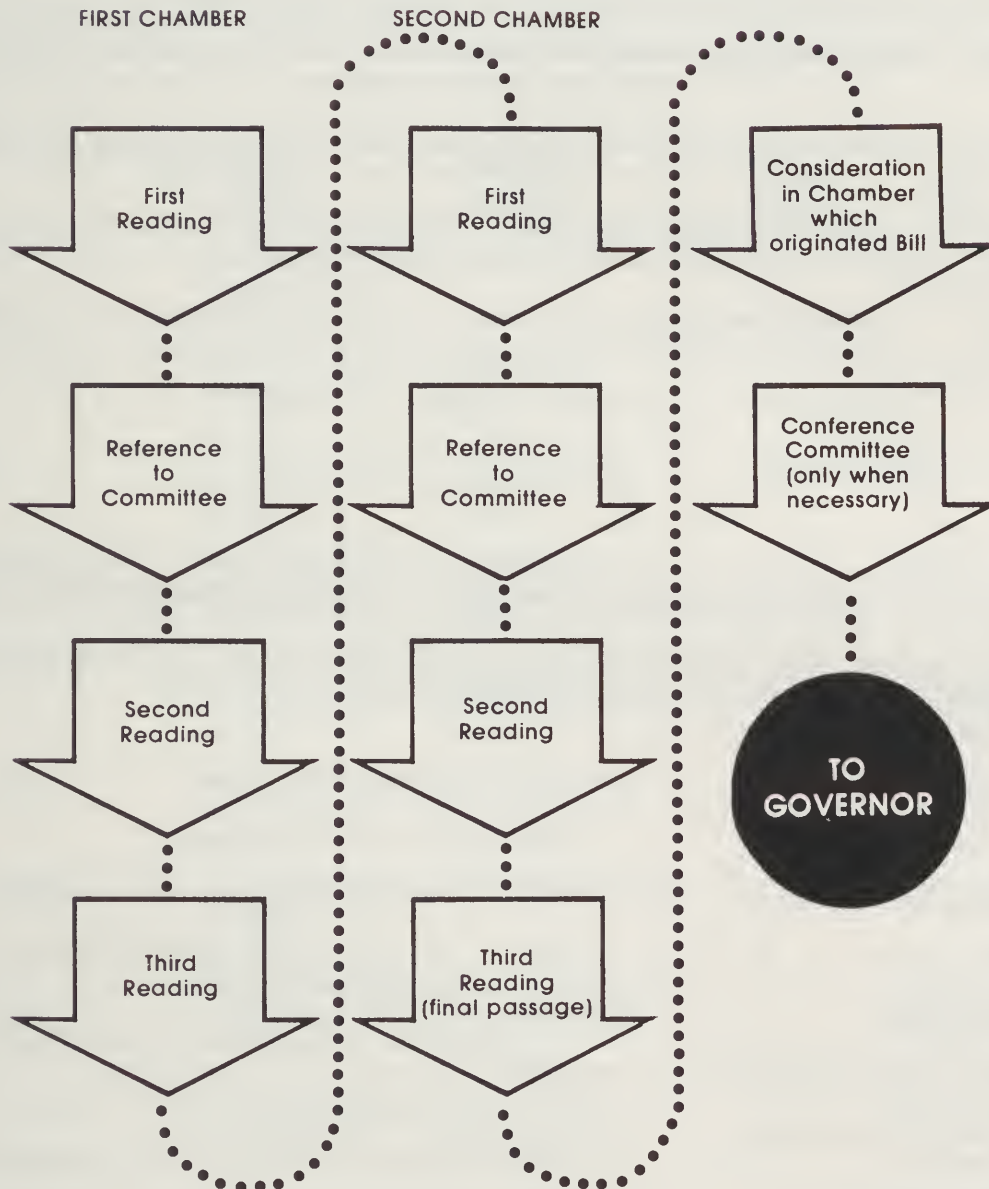 FIRST CHAMBER
First
Reading
Reference
to
Committee
Second
Reading
Third
Reading
SECOND CHAMBER
First
Reading
Reference
to
Committee
Second
Reading
Third
Reading
(final passage)
Consideration
in Chamber
which
originated Bill
Conference
Committee
(only when
necessary)
TO
GOVERNOR